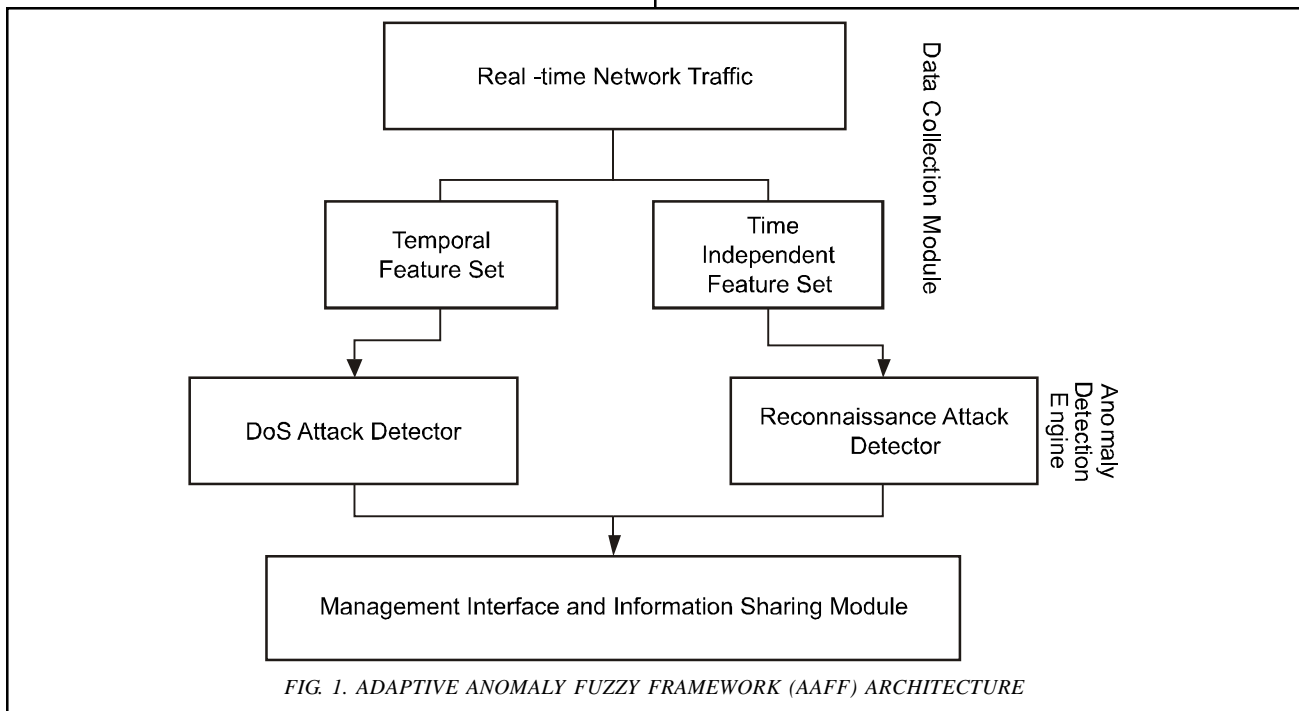 Real -time Network Traffic
Data Collection Module
Temporal
Feature Set
Time
Independent
Feature Set
DoS Attack Detector
Reconnaissance Attack
Detector
Anomaly
Detection
Engine
Management Interface and Information Sharing Module
FIG. 1. ADAPTIVE ANOMALY FUZZY FRAMEWORK (AAFF) ARCHITECTURE